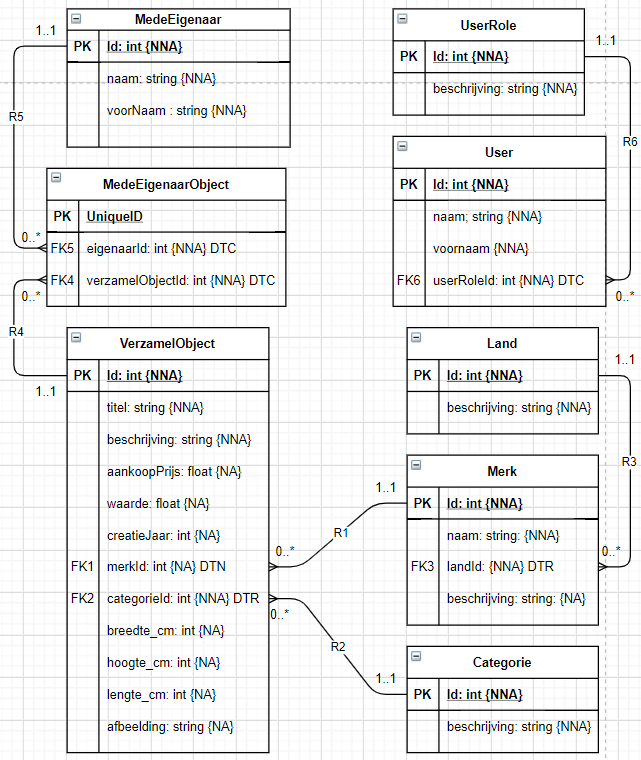 MedeEigenaar
PK Id: int {NNA}
naam: string {NNA}
voorNaam : string {NNA}
1..1
R5
MedeEigenaarObject
PK UniqueID
0..*
FK5 eigenaarId: int {NNA} DTC
FK4 verzamelObjectId: int {NNA} DTC
0..*
R4
1..1
VerzamelObject
PK Id: int {NNA}
titel: string {NNA}
beschrijving: string {NNA}
aankoopPrijs: float {NA}
waarde: float {NA}
creatieJaar: int {NA}
FK1 merkId: int {NA} DTN
FK2 categorieId: int {NNA} DTR
breedte_cm: int {NA}
hoogte_cm: int {NA}
lengte_cm: int {NA}
afbeelding: string {NA}
0..*
R1
1..1
0..*
R2
1..1
UserRole
PK Id: int {NNA}
beschrijving: string {NNA}
1..1
R6
User
PK Id: int {NNA}
naam; string {NNA}
voornaam {NNA}
FK6 userRoleId: int {NNA} DTC
0..*
Land
PK Id: int {NNA}
beschrijving: string {NNA}
1..1
R3
Merk
PK Id: int {NNA}
naam: string: {NNA}
FK3 landId: {NNA} DTR
beschrijving: string: {NA}
0..*
Categorie
PK Id: int {NNA}
beschrijving: string {NNA}